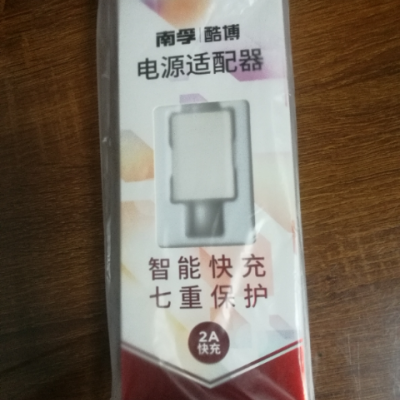 南孚|酷博
电源适配器
智能快充
七重保护
2A
快充